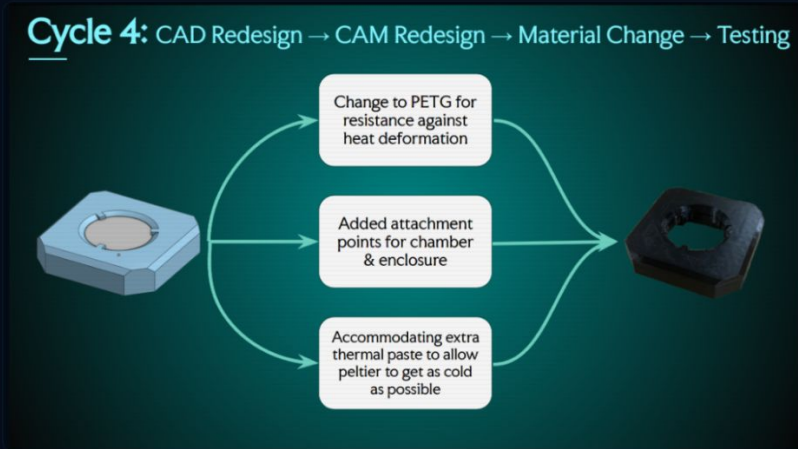 Cycle 4: CAD Redesign → CAM Redesign → Material Change → Testing
Change to PETG for
resistance against
heat deformation
Added attachment
points for chamber
& enclosure
Accommodating extra
thermal paste to allow
peltier to get as cold
as possible